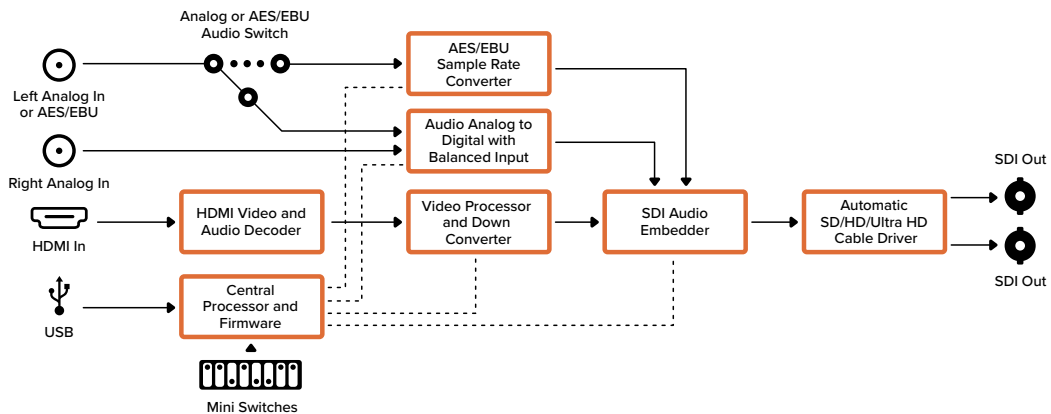 Analog or AES/EBU
Audio Switch
Left Analog In
or AES/EBU
AES/EBU
Sample Rate
Converter
Right Analog In
Audio Analog to
Digital with
Balanced Input
HDMI In
HDMI Video and
Audio Decoder
Video Processor
and Down
Converter
SDI Audio
Embedder
Automatic
SD/HD/Ultra HD
Cable Driver
SDI Out
SDI Out
USB
Central
Processor and
Firmware
Mini Switches